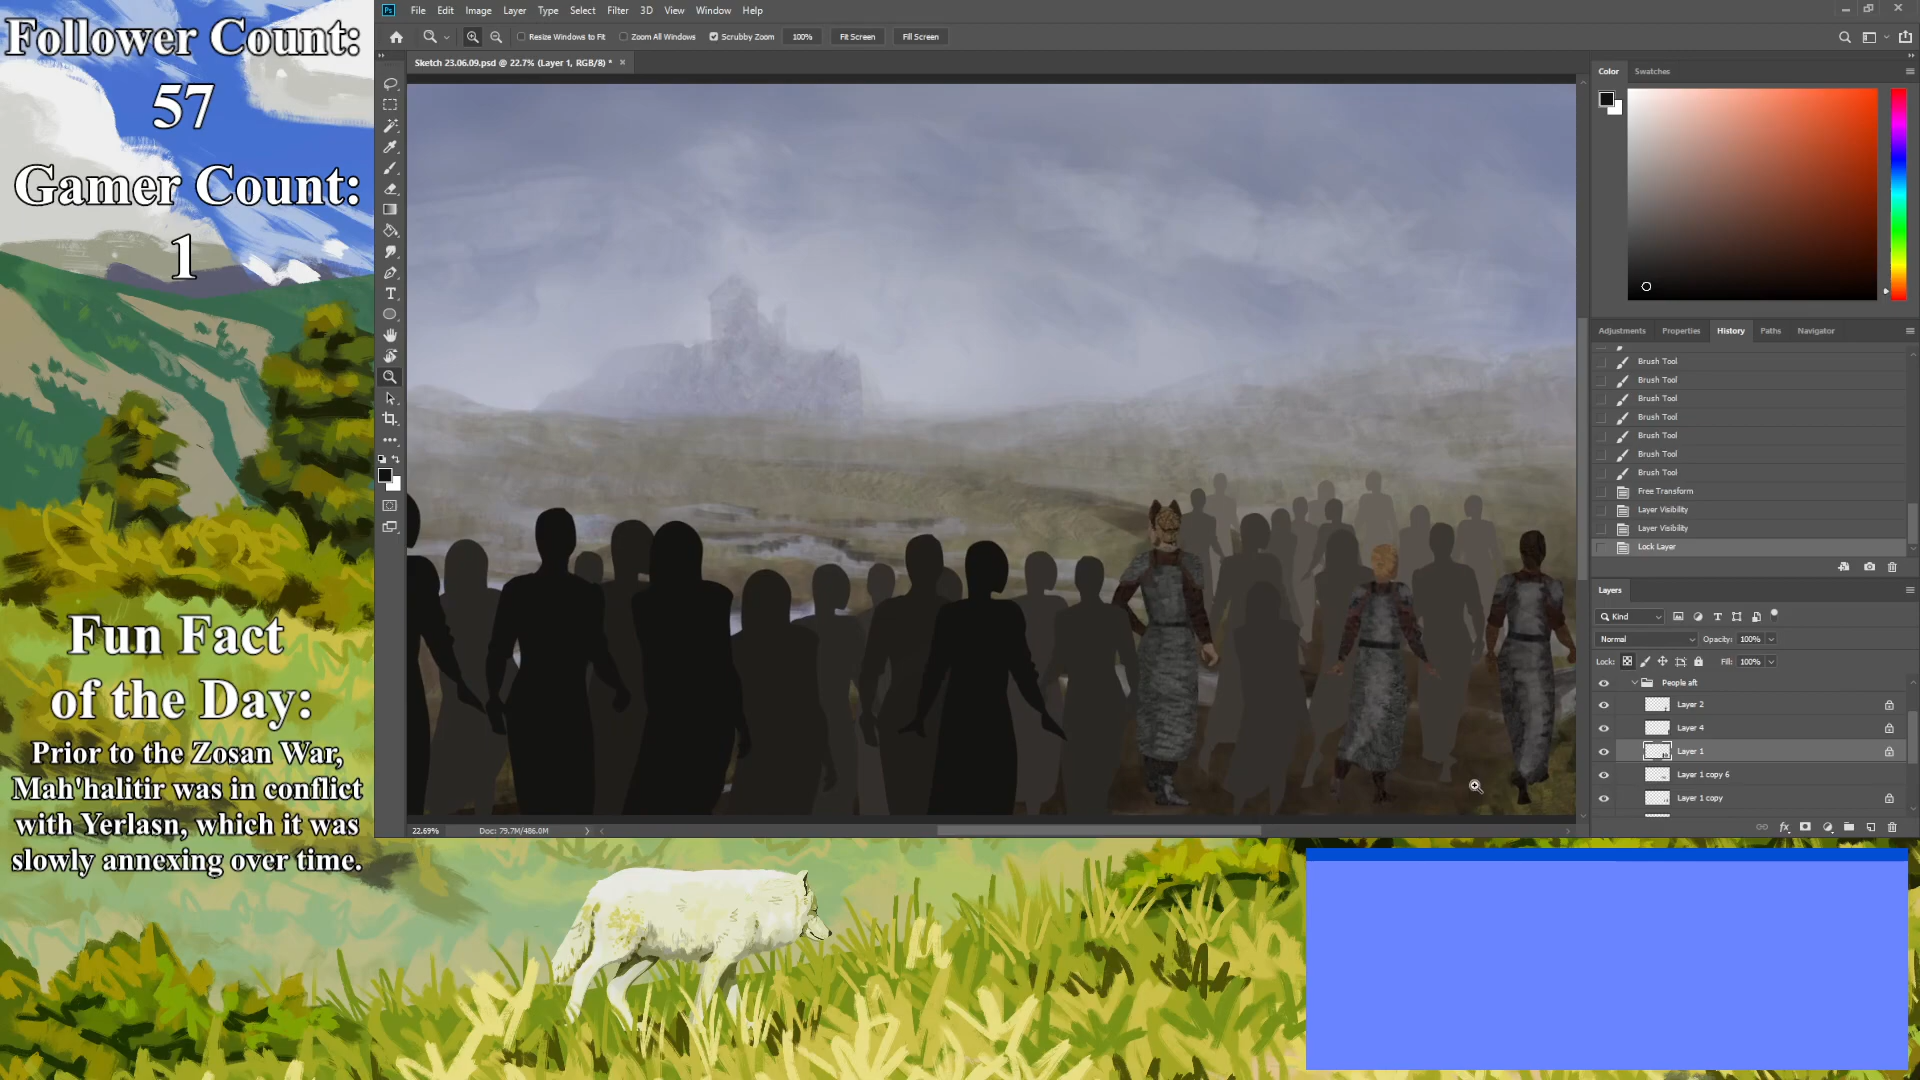 Follower Count:
57
Gamer Count:
1
Fun Fact
of the Day:
Prior to the Zosan War,
Mah'halitir was in conflict
with Yerlasn, which it was
slowly annexing over time.
Ps File Edit Image Layer Type Select Filter 3D View Window Help
Resize Windows to Fit Zoom All Windows Scrubby Zoom 100% Fit Screen Fill Screen
Sketch 23.06.09.psd @ 22.7% (Layer 1, RGB/8) *
22.69% Doc: 79.7M/486.0M
Color Swatches
Adjustments Properties History Paths Navigator
Brush Tool
Brush Tool
Brush Tool
Brush Tool
Brush Tool
Brush Tool
Brush Tool
Free Transform
Layer Visibility
Layer Visibility
Lock Layer
Layers
Kind
Normal Opacity: 100%
Lock: Fill: 100%
People aft
Layer 2
Layer 4
Layer 1
Layer 1 copy 6
Layer 1 copy